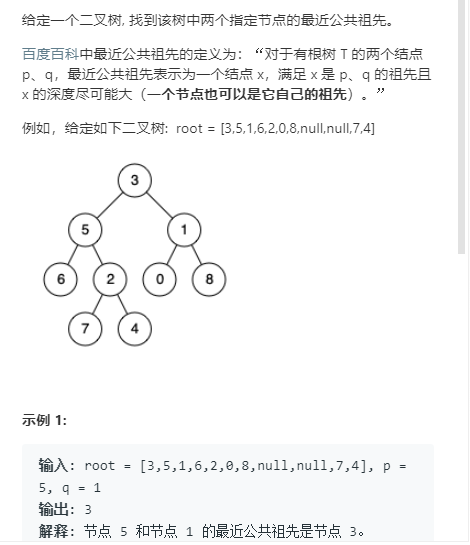 给定一个二叉树, 找到该树中两个指定节点的最近公共祖先。
百度百科中最近公共祖先的定义为：“对于有根树 T 的两个结点
p、q，最近公共祖先表示为一个结点 x，满足 x 是 p、q 的祖先且
x 的深度尽可能大（一个节点也可以是它自己的祖先）。”
例如，给定如下二叉树: root = [3,5,1,6,2,0,8,null,null,7,4]
3
5 1
6 2 0 8
7 4
示例 1:
输入: root = [3,5,1,6,2,0,8,null,null,7,4], p =
5, q = 1
输出: 3
解释: 节点 5 和节点 1 的最近公共祖先是节点 3。